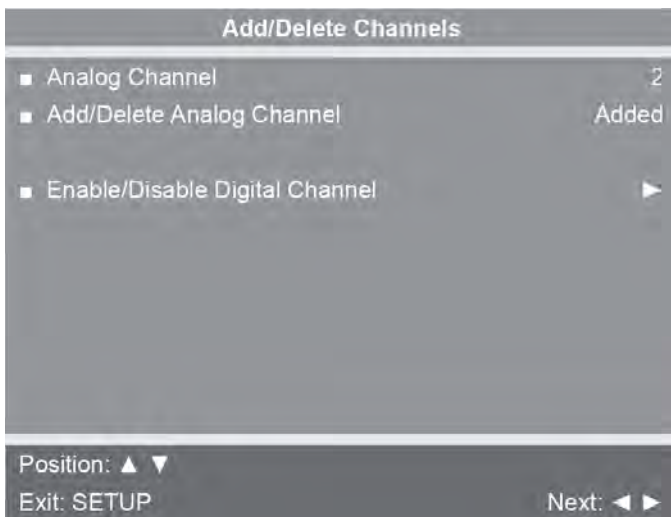 Add/Delete Channels
■ Analog Channel 2
■ Add/Delete Analog Channel Added
■ Enable/Disable Digital Channel ►
Position: ▲ ▼
Exit: SETUP Next: ◄ ►